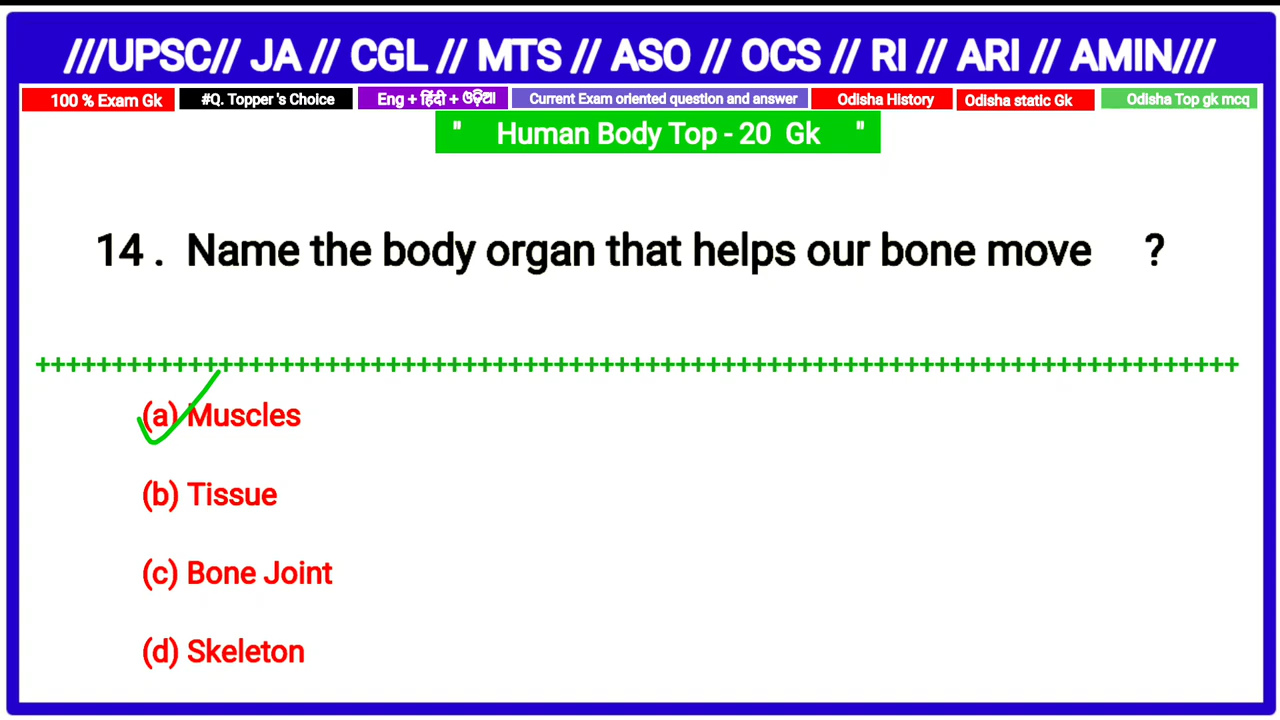 ///UPSC// JA // CGL // MTS // ASO // OCS // RI // ARI // AMIN///
100 % Exam Gk #Q. Topper 's Choice Eng + हिंदी + ଓଡ଼ିଆ Current Exam oriented question and answer Odisha History Odisha static Gk Odisha Top gk mcq
" Human Body Top - 20 Gk "
14 . Name the body organ that helps our bone move ?
++++++++++++++++++++++++++++++++++++++++++++++++++++++++++++++++++++++++++++++++
(a) Muscles
(b) Tissue
(c) Bone Joint
(d) Skeleton